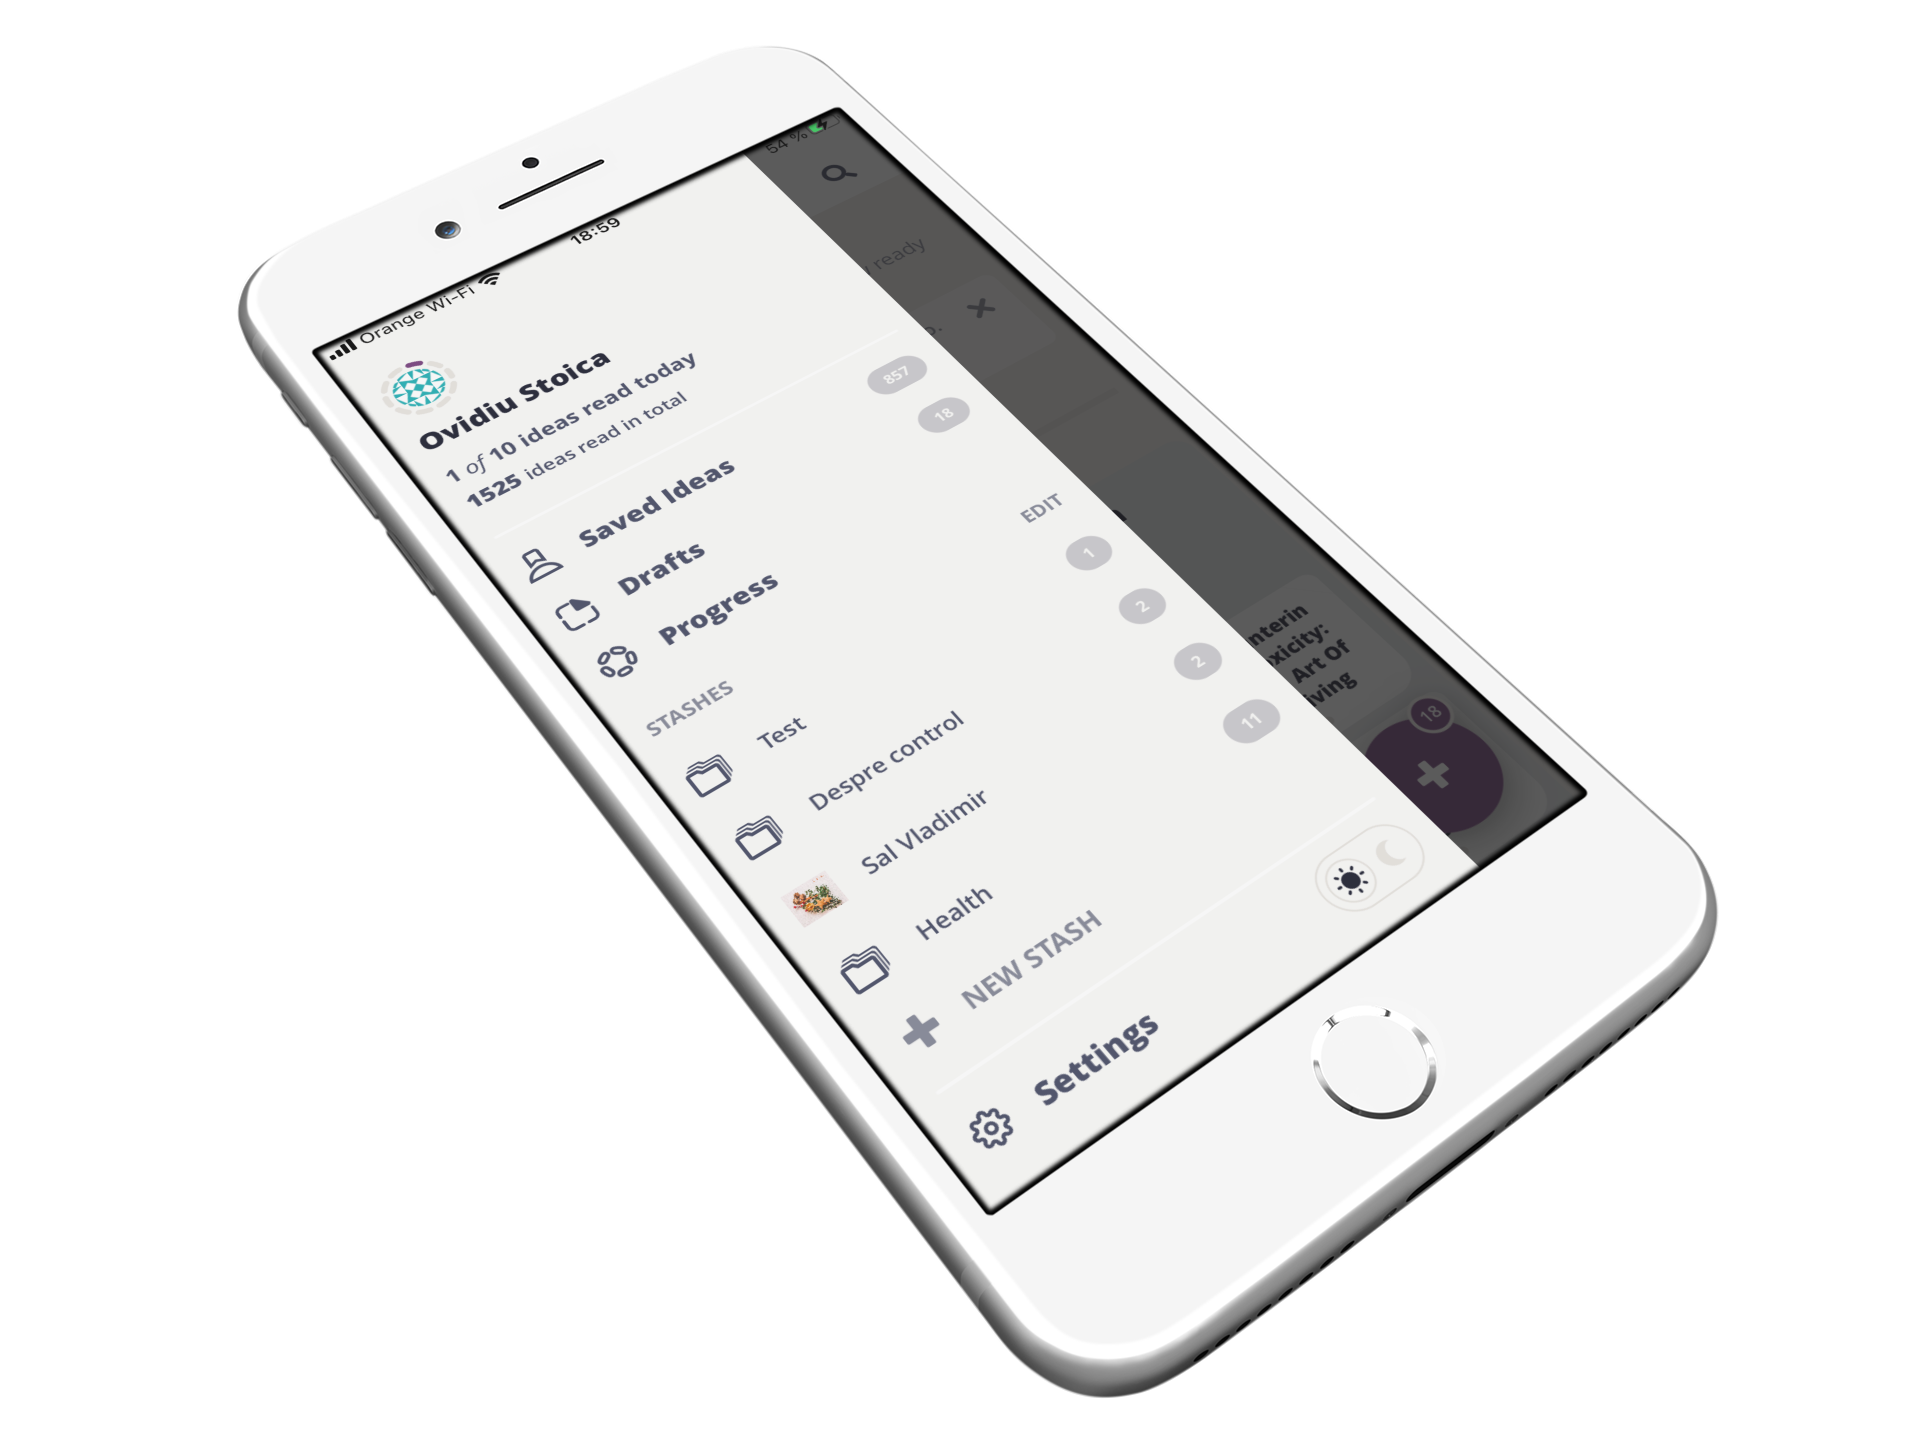 Orange Wi-Fi
18:59
54 %
Ovidiu Stoica
1 of 10 ideas read today
1525 ideas read in total
Saved Ideas 857
Drafts 18
Progress
STASHES EDIT
Test 1
Despre control 2
Sal Vladimir 2
Health 11
NEW STASH
Settings
ready
nterin
xicity:
Art Of
iving
18